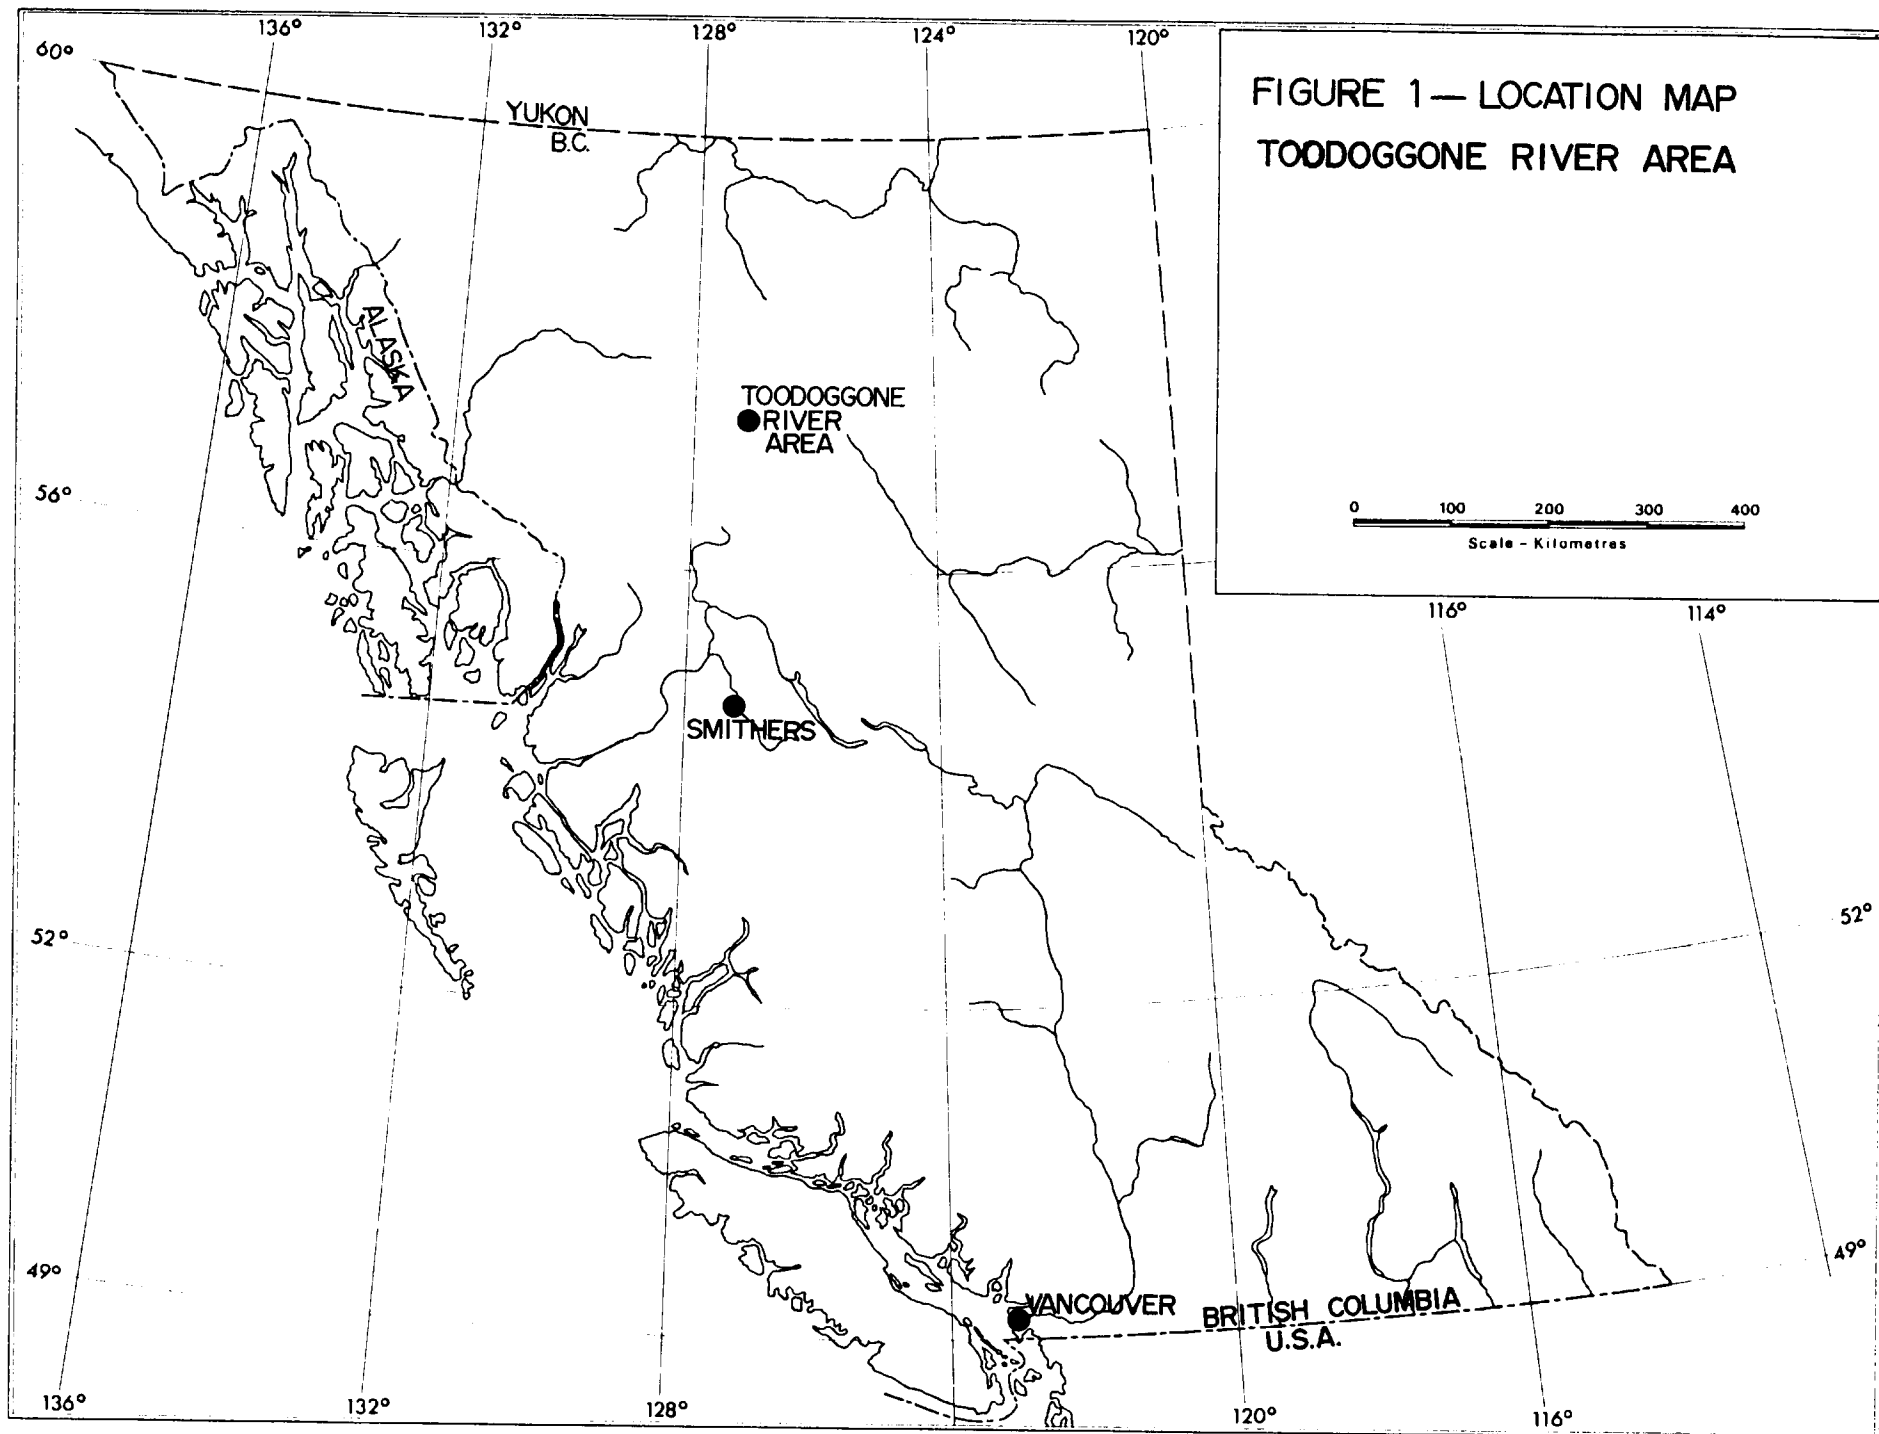 136°
132°
128°
124°
120°
60°
FIGURE 1 — LOCATION MAP
TOODOGGONE RIVER AREA
YUKON
B.C.
ALASKA
TOODOGGONE
RIVER
AREA
56°
0 100 200 300 400
Scale - Kilometres
116°
114°
SMITHERS
52°
52°
49°
49°
VANCOUVER
BRITISH COLUMBIA
U.S.A.
136°
132°
128°
120°
116°